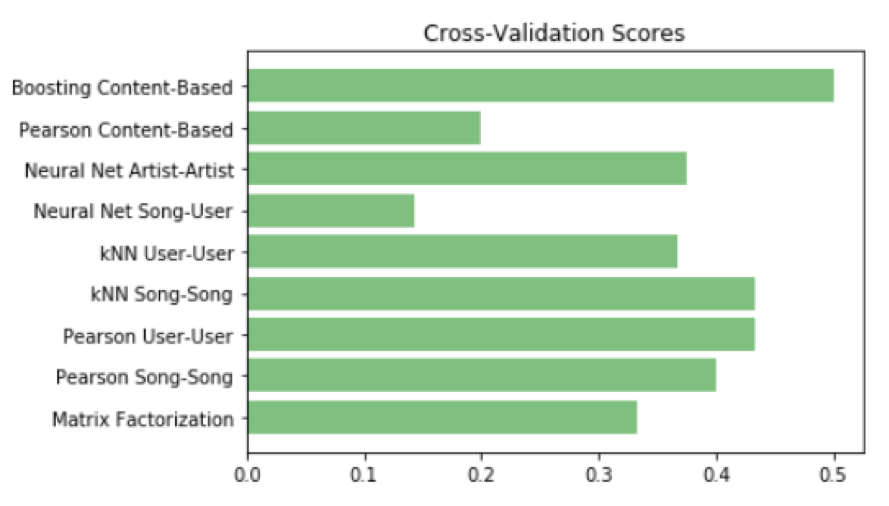 Cross-Validation Scores
Boosting Content-Based
Pearson Content-Based
Neural Net Artist-Artist
Neural Net Song-User
kNN User-User
kNN Song-Song
Pearson User-User
Pearson Song-Song
Matrix Factorization
0.0 0.1 0.2 0.3 0.4 0.5